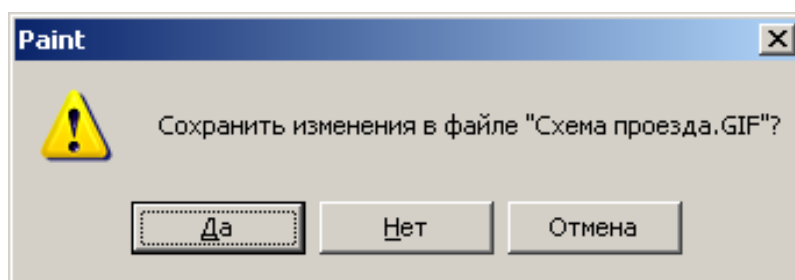 Paint
Сохранить изменения в файле "Схема проезда.GIF"?
Да
Нет
Отмена